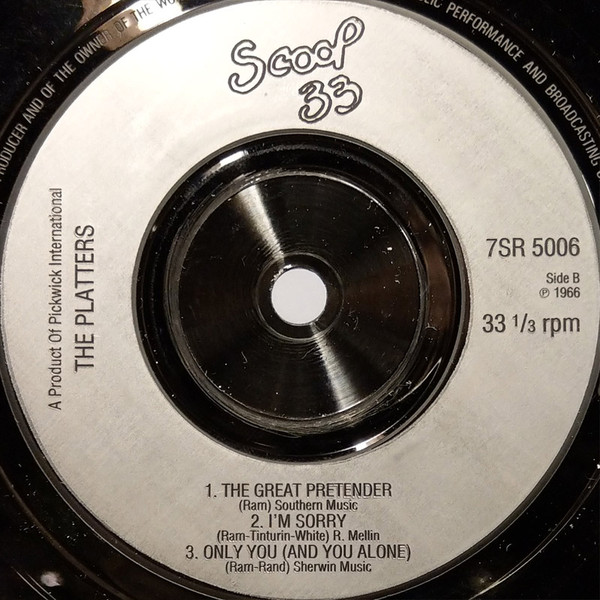 PRODUCER AND OF THE OWNER OF THE
PERFORMANCE AND BROADCASTING
Scoop
33
A Product Of Pickwick International
THE PLATTERS
7SR 5006
Side B
℗ 1966
33 1/3 rpm
1. THE GREAT PRETENDER
(Ram) Southern Music
2. I'M SORRY
(Ram-Tinturin-White) R. Mellin
3. ONLY YOU (AND YOU ALONE)
(Ram-Rand) Sherwin Music